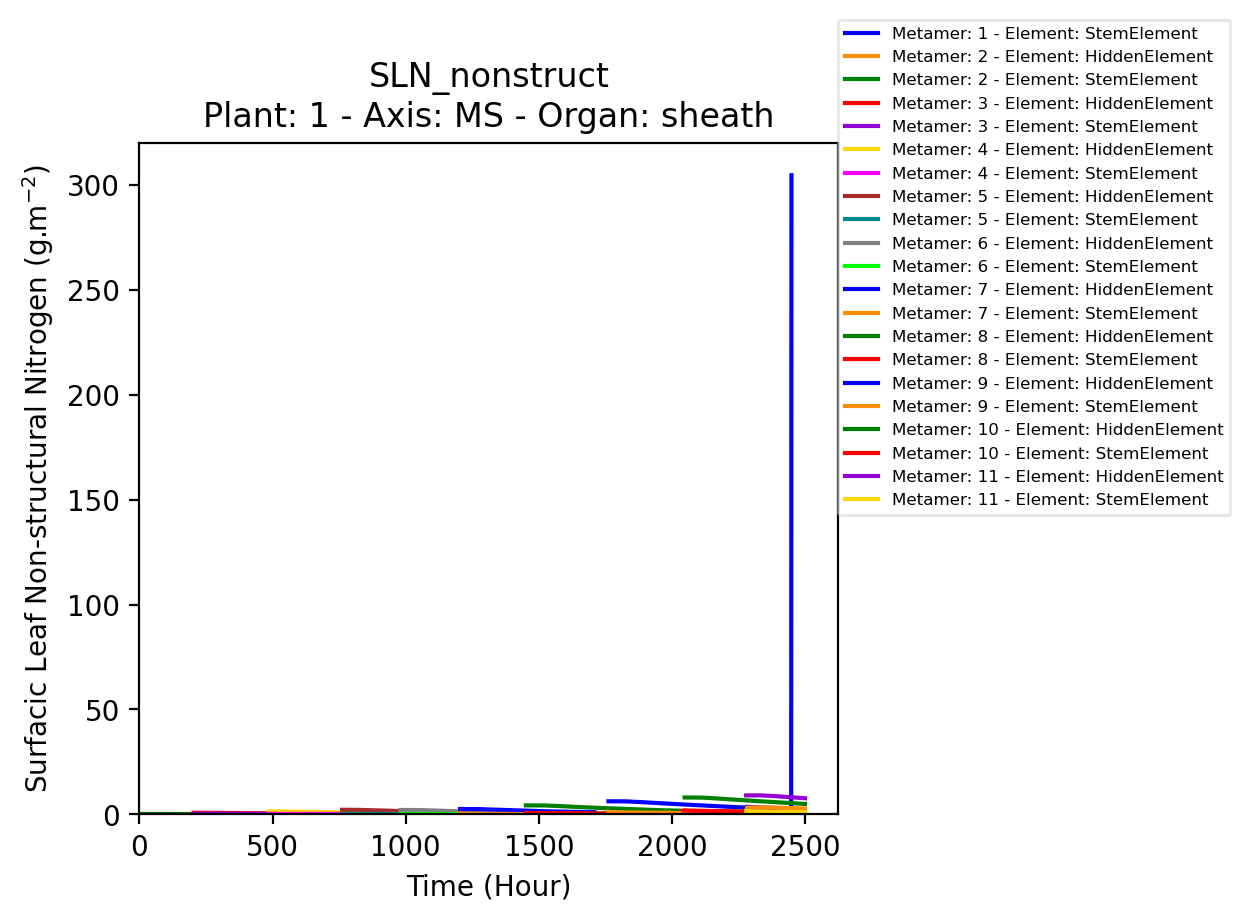 SLN_nonstruct
Plant: 1 - Axis: MS - Organ: sheath
Surfacic Leaf Non-structural Nitrogen (g.m⁻²)
300
250
200
150
100
50
0
0 500 1000 1500 2000 2500
Time (Hour)
Metamer: 1 - Element: StemElement
Metamer: 2 - Element: HiddenElement
Metamer: 2 - Element: StemElement
Metamer: 3 - Element: HiddenElement
Metamer: 3 - Element: StemElement
Metamer: 4 - Element: HiddenElement
Metamer: 4 - Element: StemElement
Metamer: 5 - Element: HiddenElement
Metamer: 5 - Element: StemElement
Metamer: 6 - Element: HiddenElement
Metamer: 6 - Element: StemElement
Metamer: 7 - Element: HiddenElement
Metamer: 7 - Element: StemElement
Metamer: 8 - Element: HiddenElement
Metamer: 8 - Element: StemElement
Metamer: 9 - Element: HiddenElement
Metamer: 9 - Element: StemElement
Metamer: 10 - Element: HiddenElement
Metamer: 10 - Element: StemElement
Metamer: 11 - Element: HiddenElement
Metamer: 11 - Element: StemElement